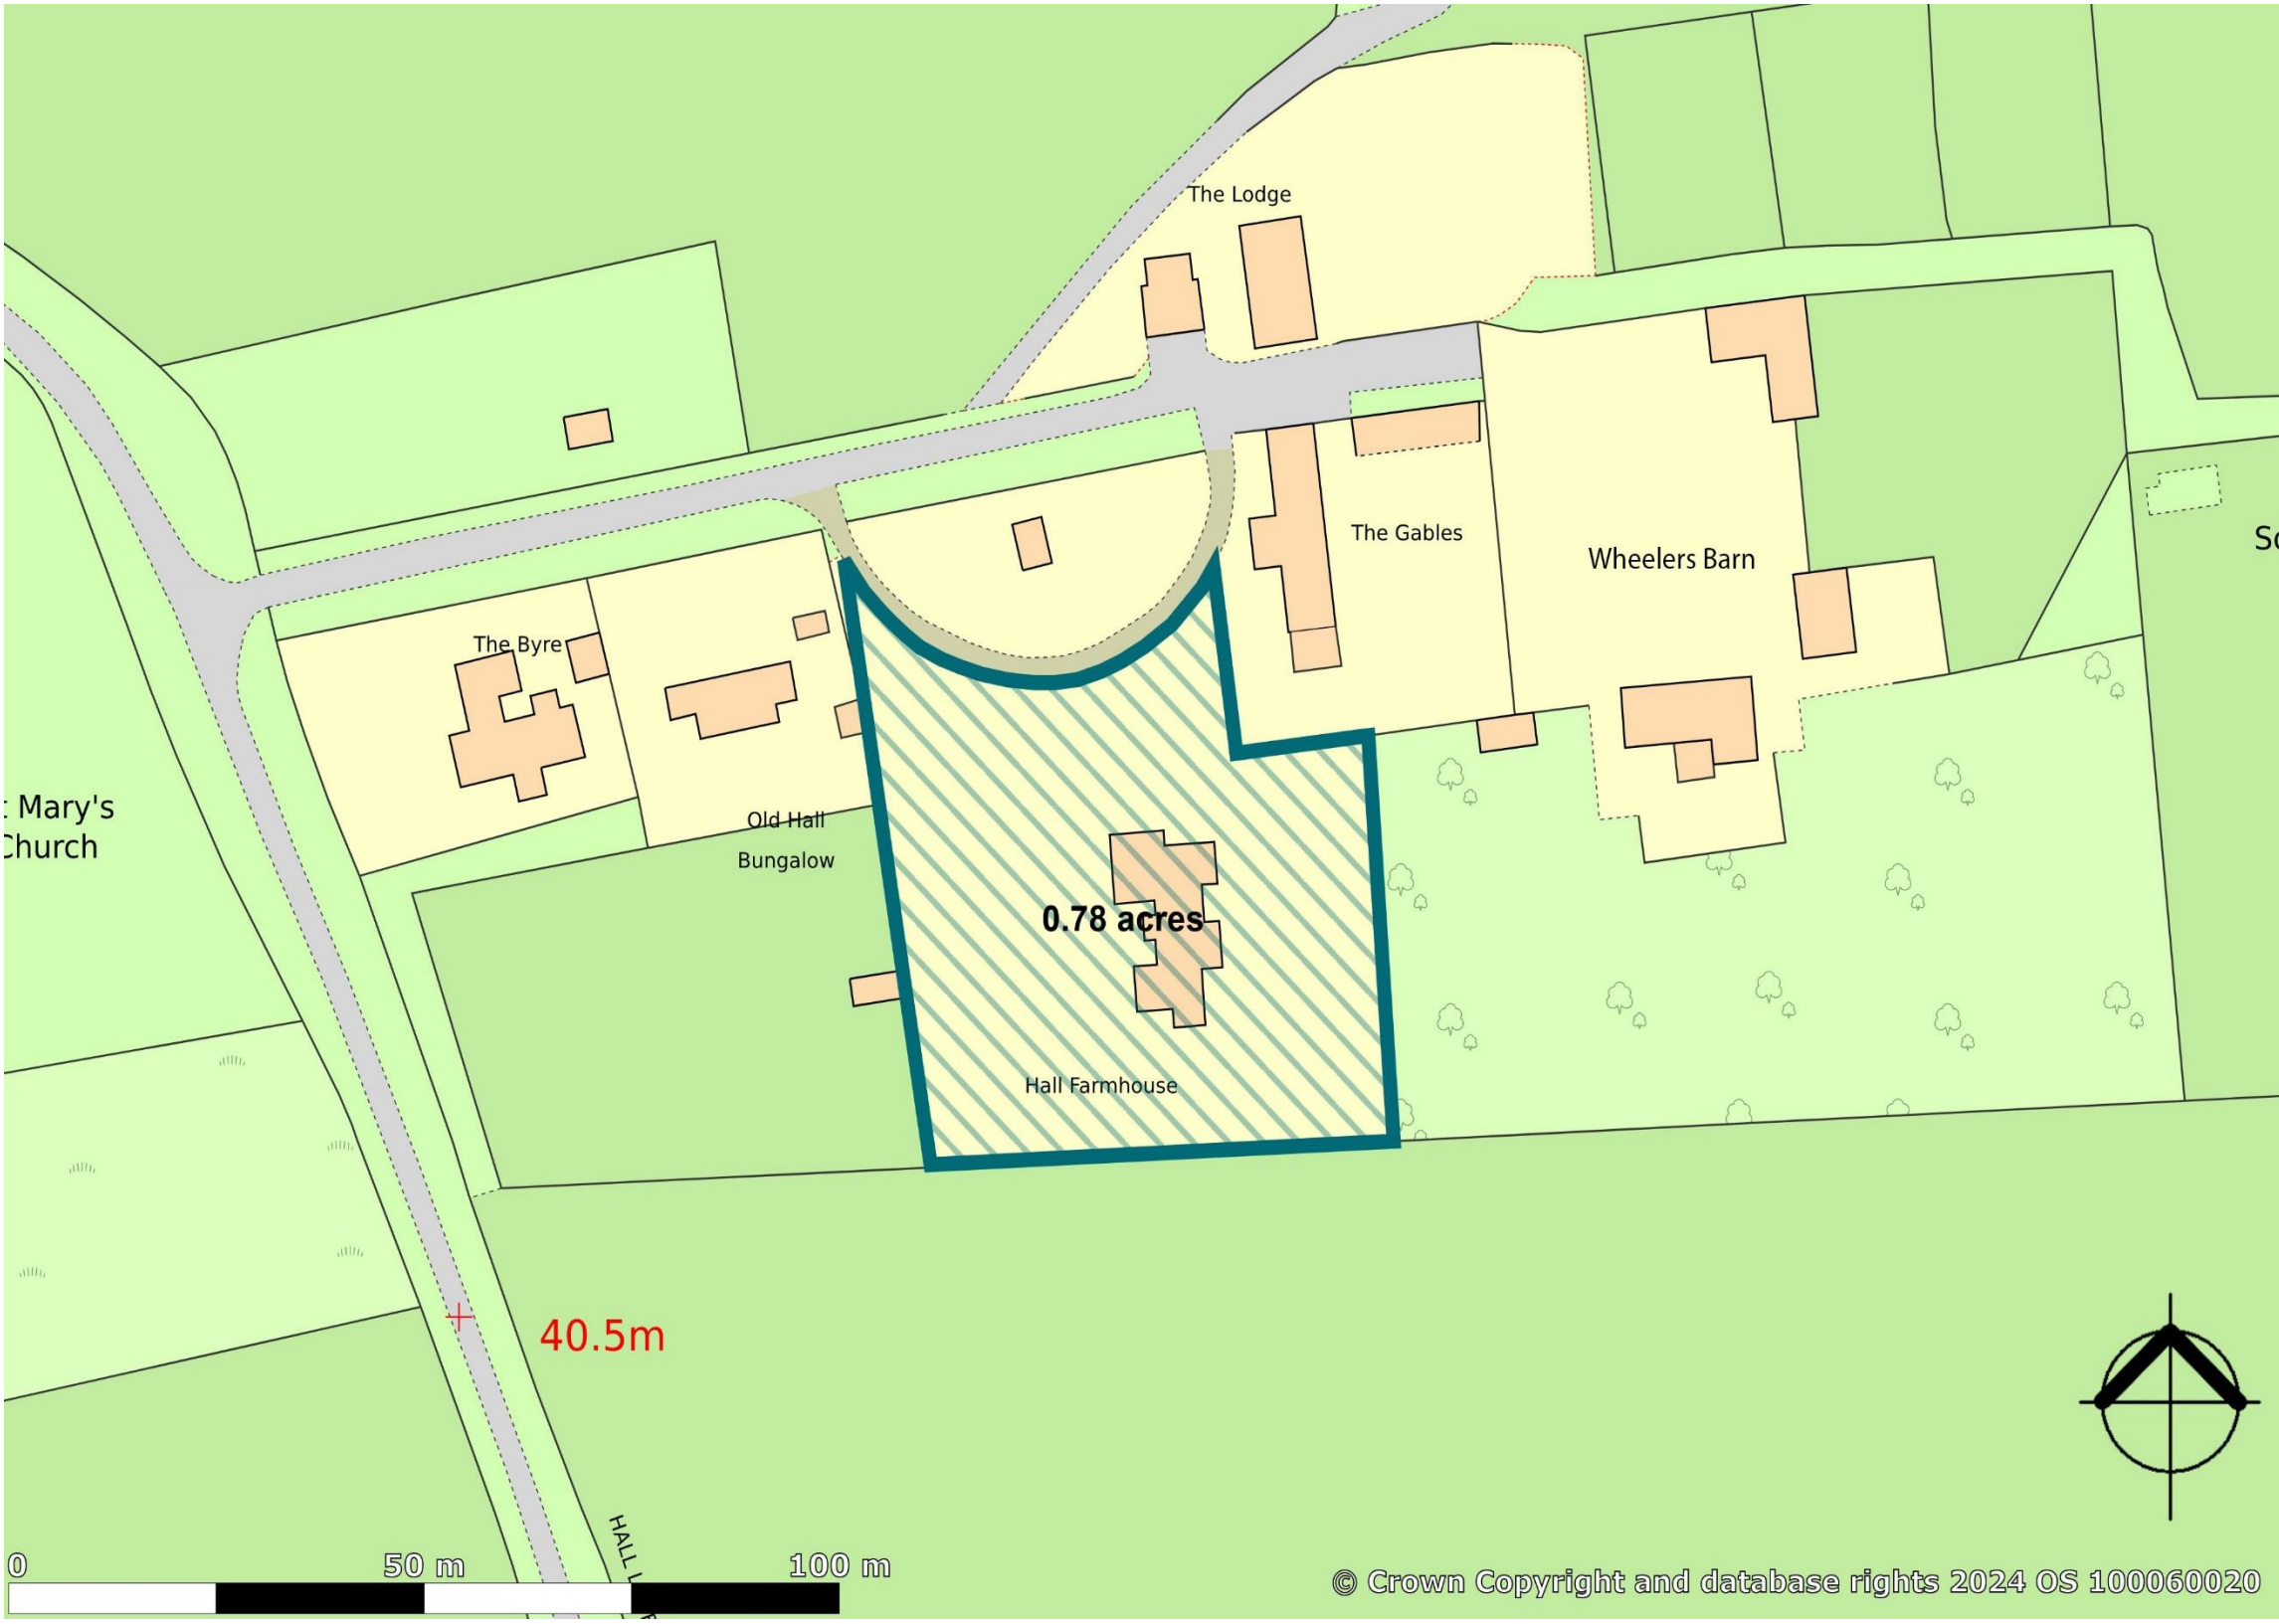 The Lodge
The Gables
Wheelers Barn
The Byre
Mary's
Church
Old Hall
Bungalow
0.78 acres
Hall Farmhouse
40.5m
HALL
0 50 m 100 m
© Crown Copyright and database rights 2024 OS 100060020